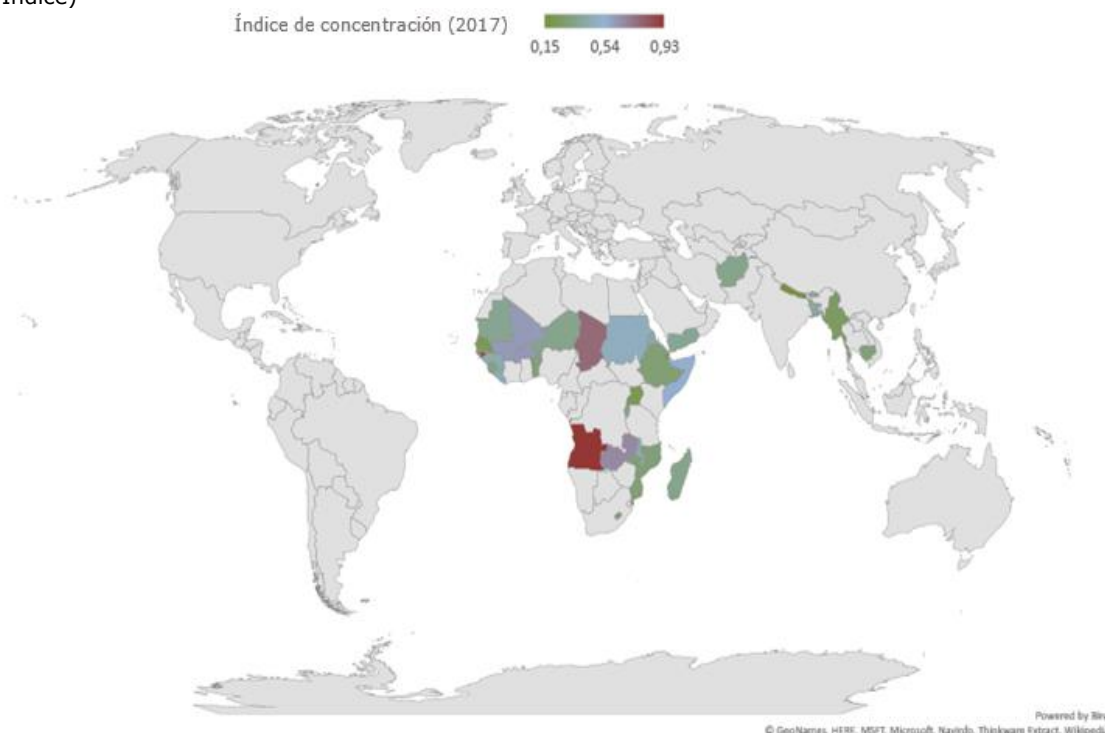 Índice)
Índice de concentración (2017)
0,15 0,54 0,93
Powered by Bin
© GeoNames, HERE, MSFT, Microsoft, NavInfo, Thinkware Extract, Wikipedia